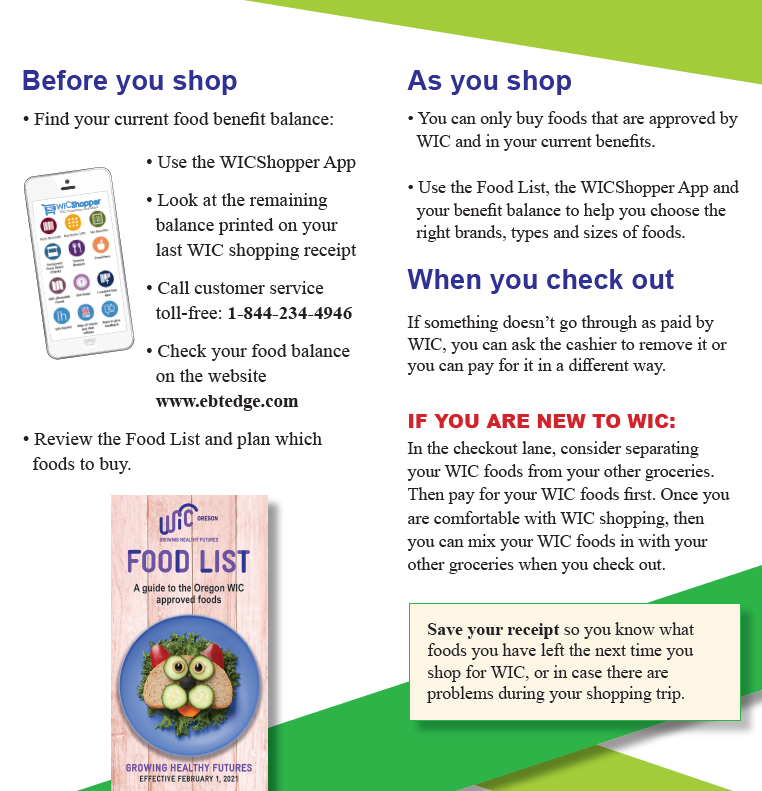 Before you shop
• Find your current food benefit balance:
• Use the WICShopper App
• Look at the remaining
balance printed on your
last WIC shopping receipt
• Call customer service
toll-free: 1-844-234-4946
• Check your food balance
on the website
www.ebtedge.com
• Review the Food List and plan which
foods to buy.
WICShopper
WIC OREGON
GROWING HEALTHY FUTURES
FOOD LIST
A guide to the Oregon WIC
approved foods
GROWING HEALTHY FUTURES
EFFECTIVE FEBRUARY 1, 2021
As you shop
• You can only buy foods that are approved by
WIC and in your current benefits.
• Use the Food List, the WICShopper App and
your benefit balance to help you choose the
right brands, types and sizes of foods.
When you check out
If something doesn’t go through as paid by
WIC, you can ask the cashier to remove it or
you can pay for it in a different way.
IF YOU ARE NEW TO WIC:
In the checkout lane, consider separating
your WIC foods from your other groceries.
Then pay for your WIC foods first. Once you
are comfortable with WIC shopping, then
you can mix your WIC foods in with your
other groceries when you check out.
Save your receipt so you know what
foods you have left the next time you
shop for WIC, or in case there are
problems during your shopping trip.